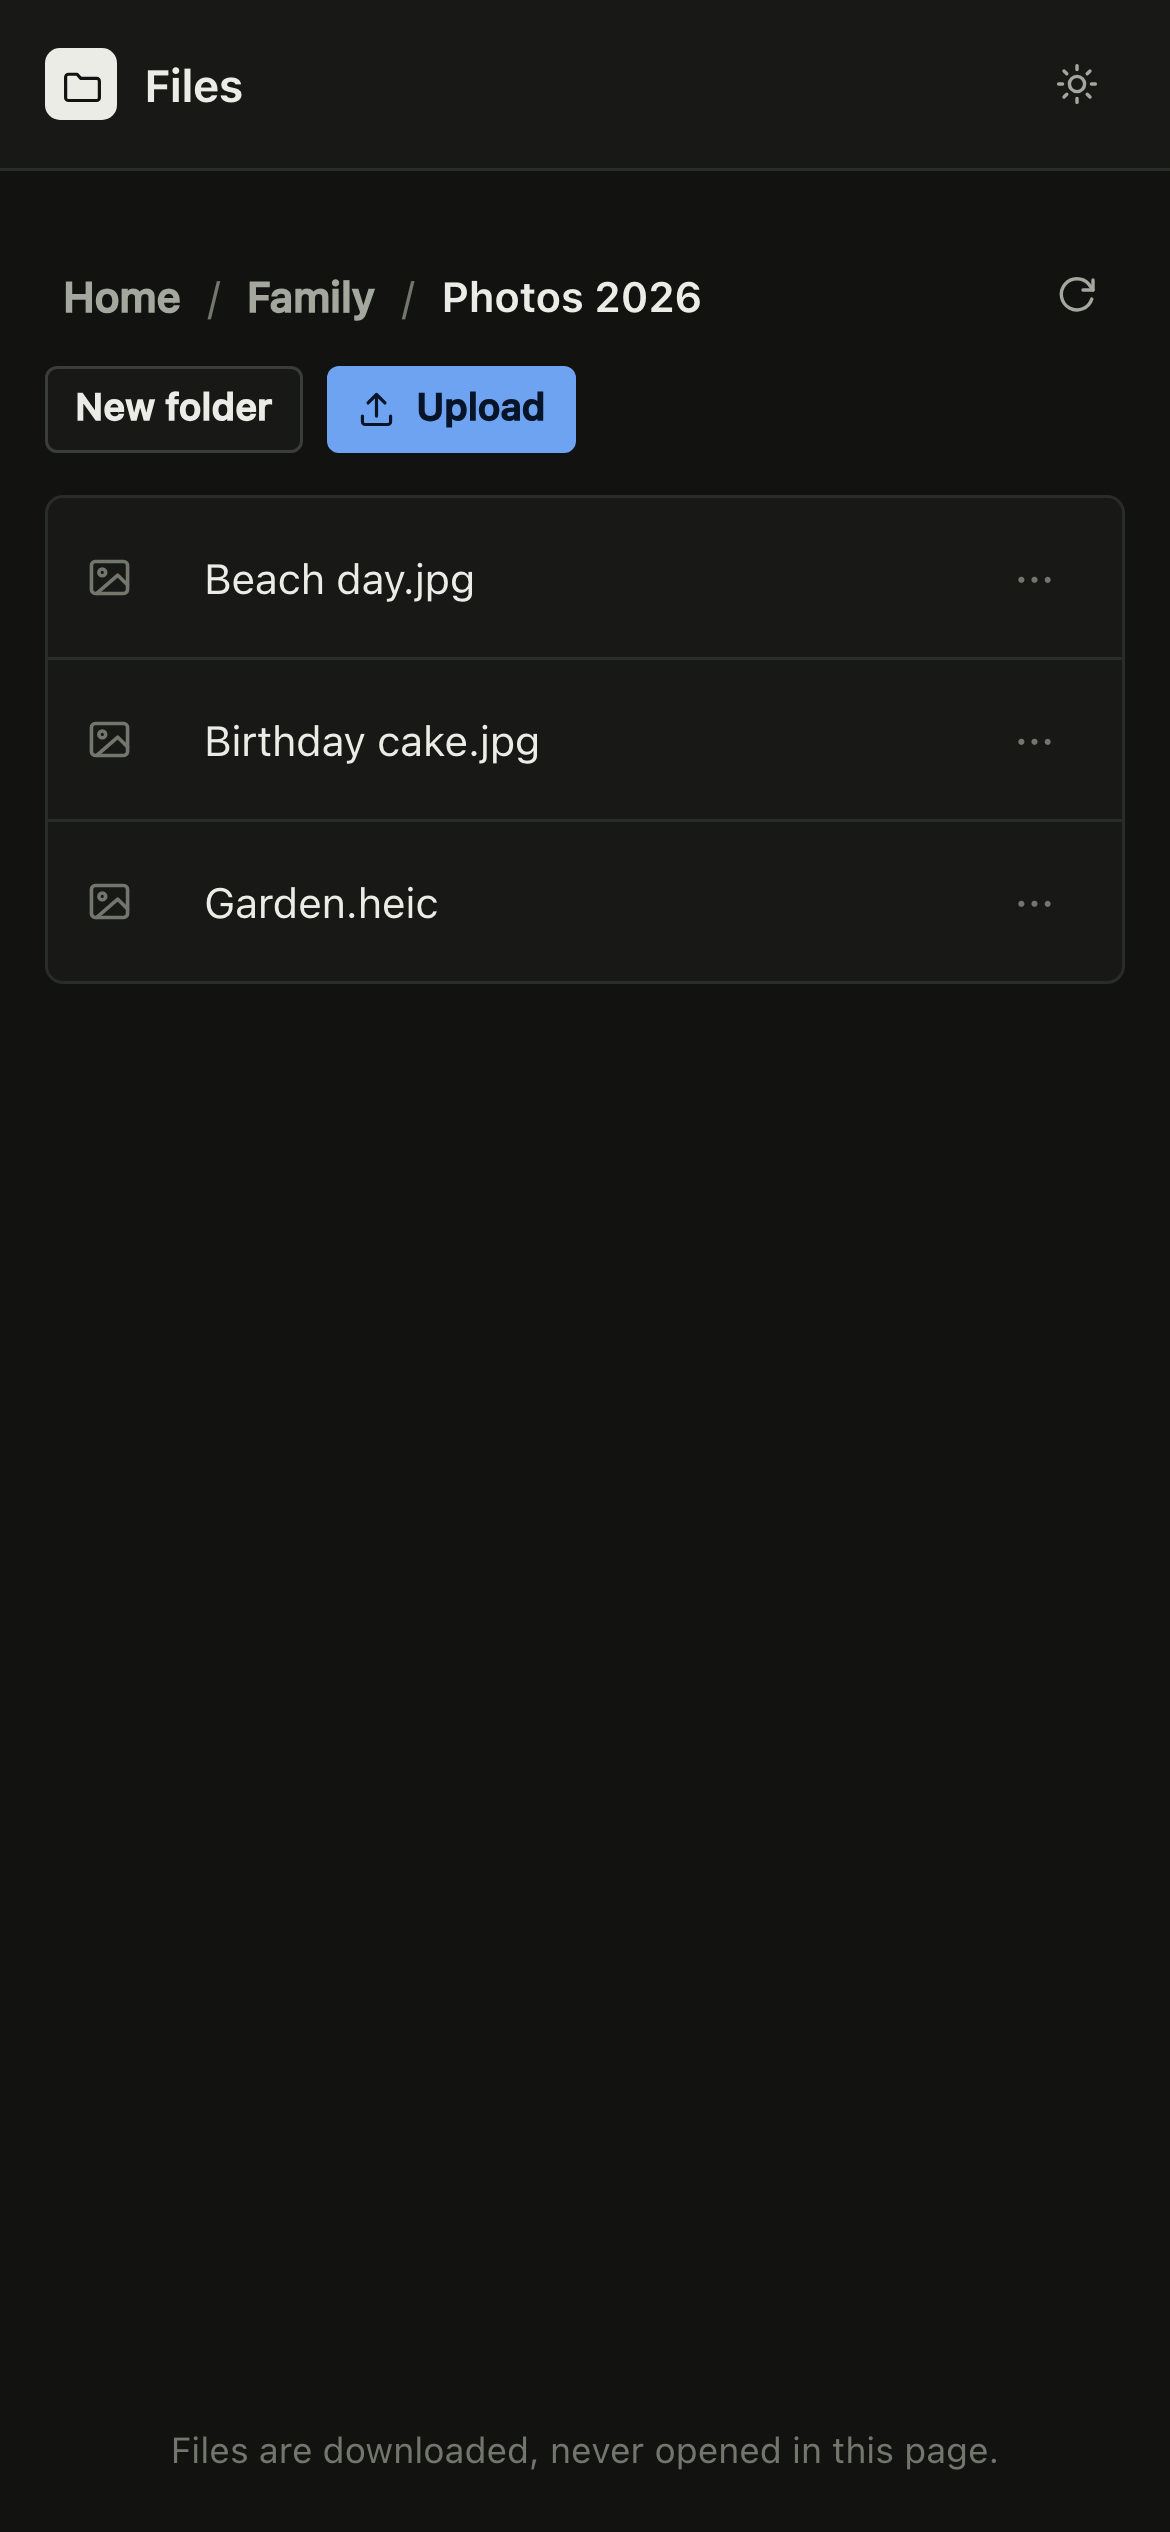 Files
Home / Family / Photos 2026
New folder
Upload
Beach day.jpg
Birthday cake.jpg
Garden.heic
Files are downloaded, never opened in this page.